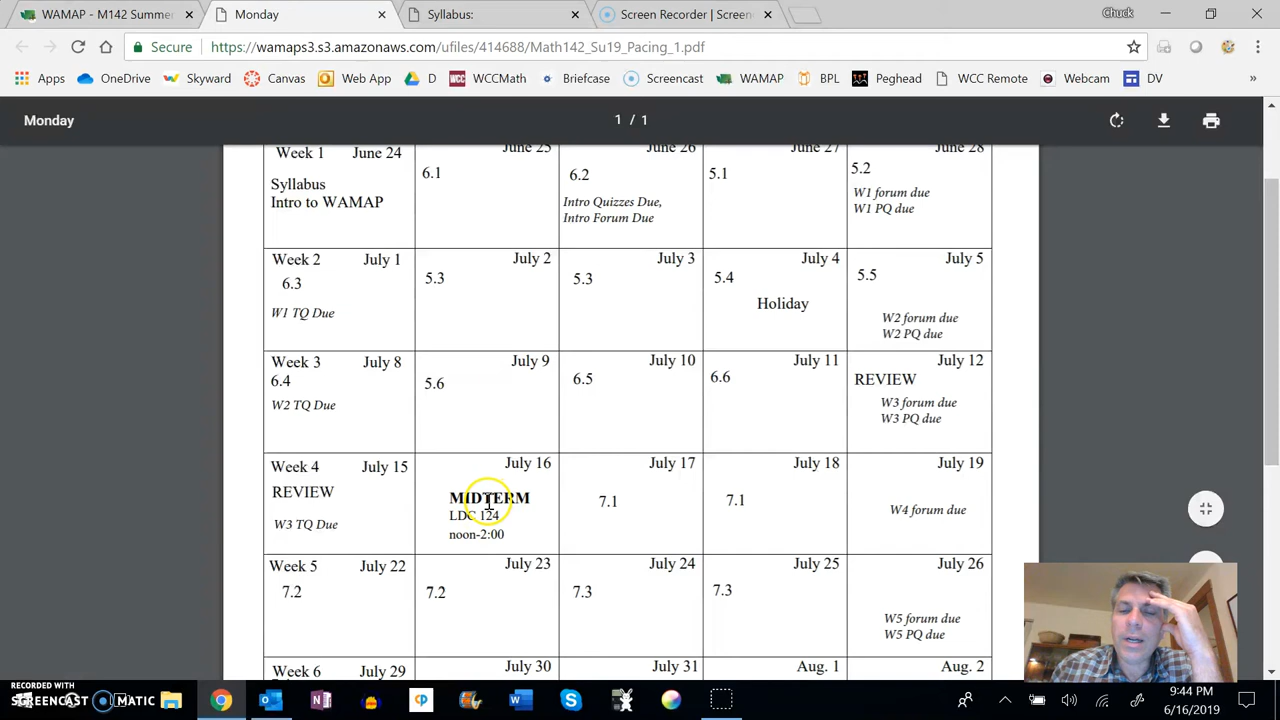 WAMAP - M142 Summer
Monday
Syllabus:
Screen Recorder | Screen
Chuck
Secure
https://wamaps3.s3.amazonaws.com/ufiles/414688/Math142_Su19_Pacing_1.pdf
Apps
OneDrive
Skyward
Canvas
Web App
D
WCCMath
Briefcase
Screencast
WAMAP
BPL
Peghead
WCC Remote
Webcam
DV
»
Monday
1 / 1
Week 1 June 24
Syllabus
Intro to WAMAP
June 25
6.1
June 26
6.2
Intro Quizzes Due,
Intro Forum Due
June 27
5.1
June 28
5.2
W1 forum due
W1 PQ due
Week 2 July 1
6.3
W1 TQ Due
July 2
5.3
July 3
5.3
July 4
5.4
Holiday
July 5
5.5
W2 forum due
W2 PQ due
Week 3 July 8
6.4
W2 TQ Due
July 9
5.6
July 10
6.5
July 11
6.6
July 12
REVIEW
W3 forum due
W3 PQ due
Week 4 July 15
REVIEW
W3 TQ Due
July 16
MIDTERM
LDC 124
noon-2:00
July 17
7.1
July 18
7.1
July 19
W4 forum due
Week 5 July 22
7.2
July 23
7.2
July 24
7.3
July 25
7.3
July 26
W5 forum due
W5 PQ due
Week 6 July 29
July 30
July 31
Aug. 1
Aug. 2
RECORDED WITH
SCREENCAST MATIC
9:44 PM
6/16/2019